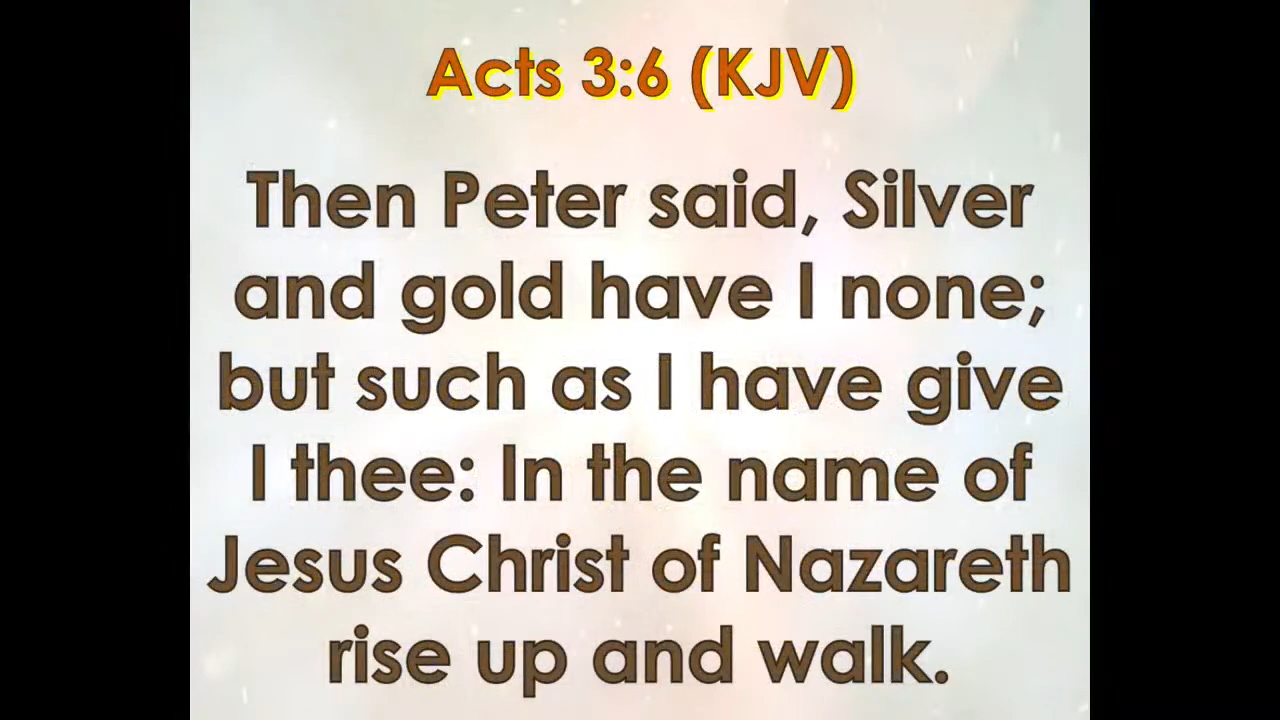 Acts 3:6 (KJV)
Then Peter said, Silver
and gold have I none;
but such as I have give
I thee: In the name of
Jesus Christ of Nazareth
rise up and walk.